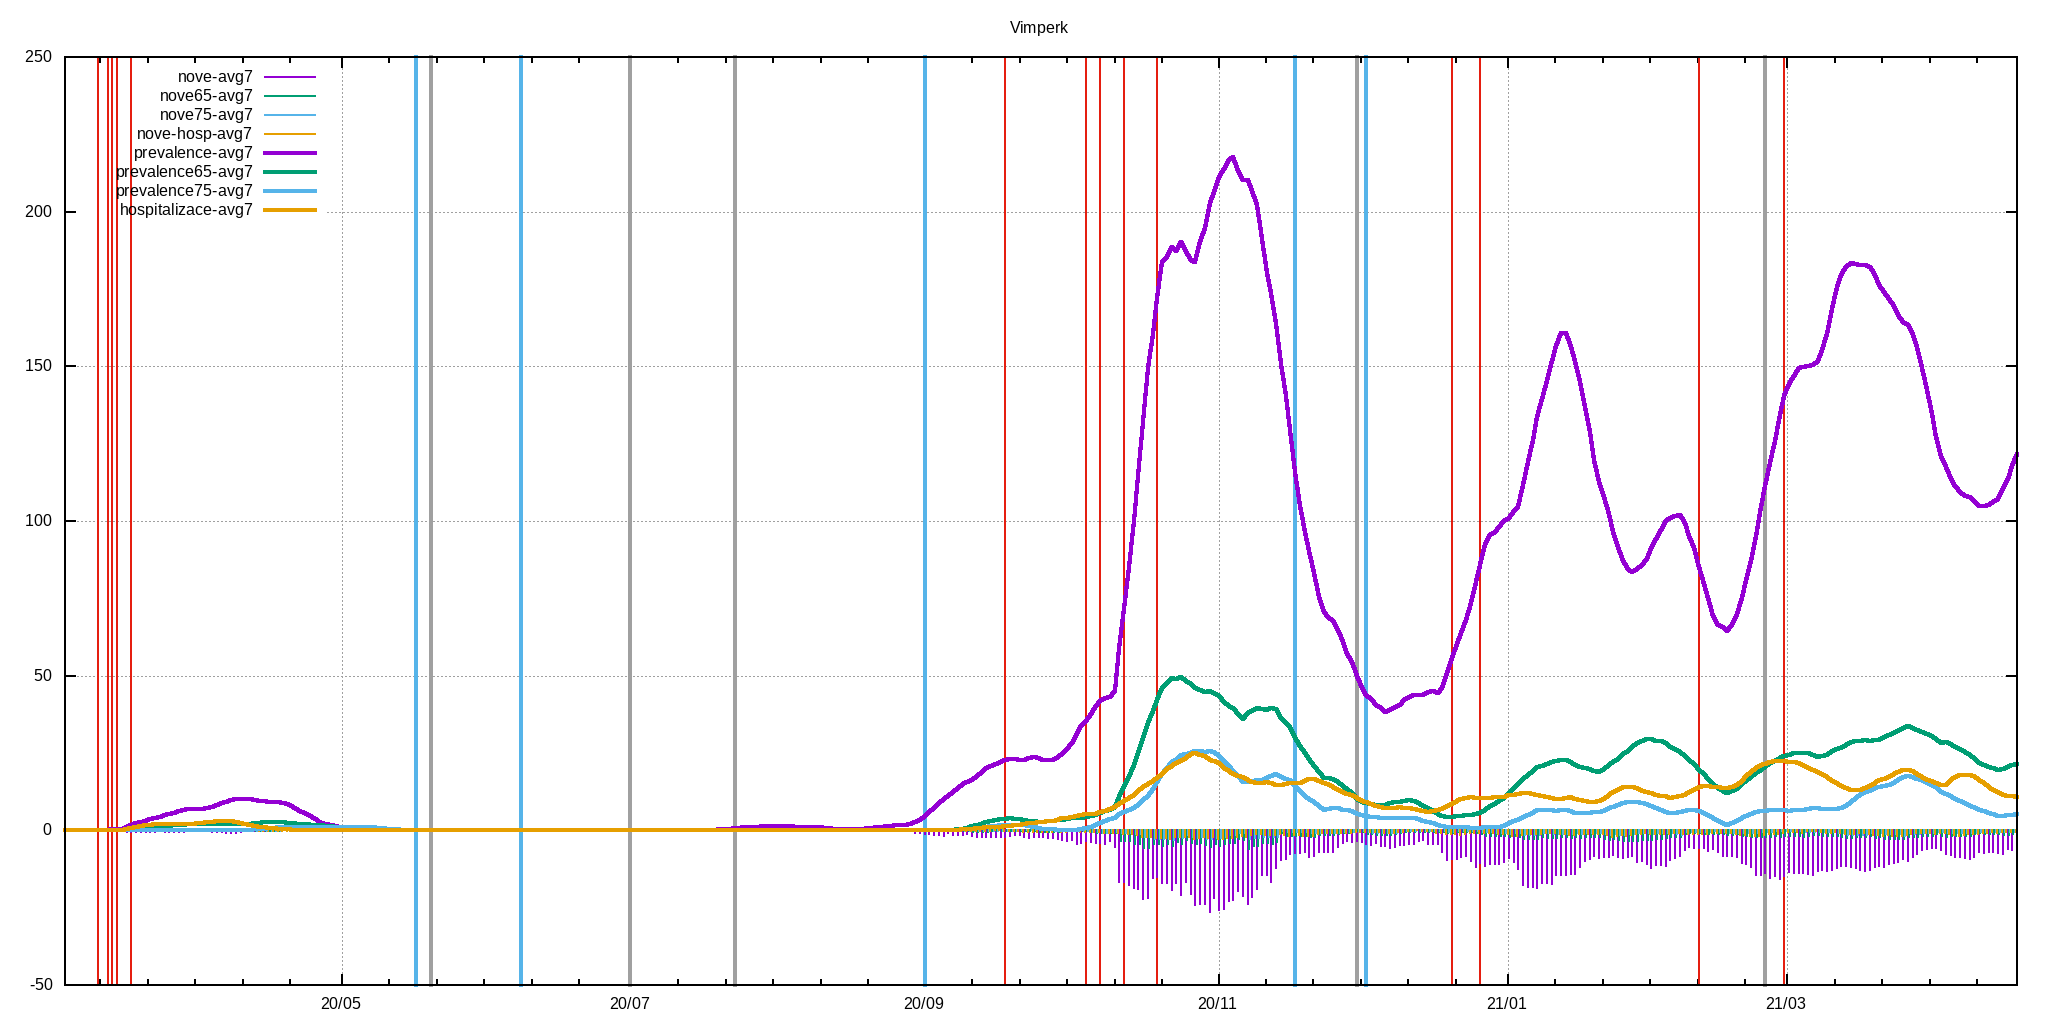 Vimperk
250
200
150
100
50
0
-50
nove-avg7
nove65-avg7
nove75-avg7
nove-hosp-avg7
prevalence-avg7
prevalence65-avg7
prevalence75-avg7
hospitalizace-avg7
20/05
20/07
20/09
20/11
21/01
21/03